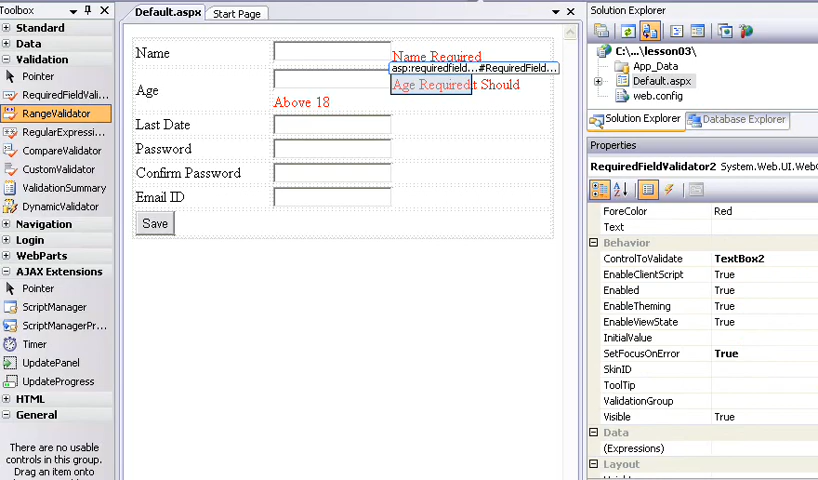 Toolbox
Standard
Data
Validation
Pointer
RequiredFieldVali...
RangeValidator
RegularExpressi...
CompareValidator
CustomValidator
ValidationSummary
DynamicValidator
Navigation
Login
WebParts
AJAX Extensions
Pointer
ScriptManager
ScriptManagerPr...
Timer
UpdatePanel
UpdateProgress
HTML
General
There are no usable
controls in this group.
Drag an item onto
Default.aspx
Start Page
Name
Name Required
asp:requiredfield...#RequiredField...
Age
Age Required
t Should
Above 18
Last Date
Password
Confirm Password
Email ID
Save
Solution Explorer
C:\...\lesson03\
App_Data
Default.aspx
web.config
Solution Explorer
Database Explorer
Properties
RequiredFieldValidator2 System.Web.UI.Web
ForeColor Red
Text
Behavior
ControlToValidate TextBox2
EnableClientScript True
Enabled True
EnableTheming True
EnableViewState True
InitialValue
SetFocusOnError True
SkinID
ToolTip
ValidationGroup
Visible True
Data
(Expressions)
Layout